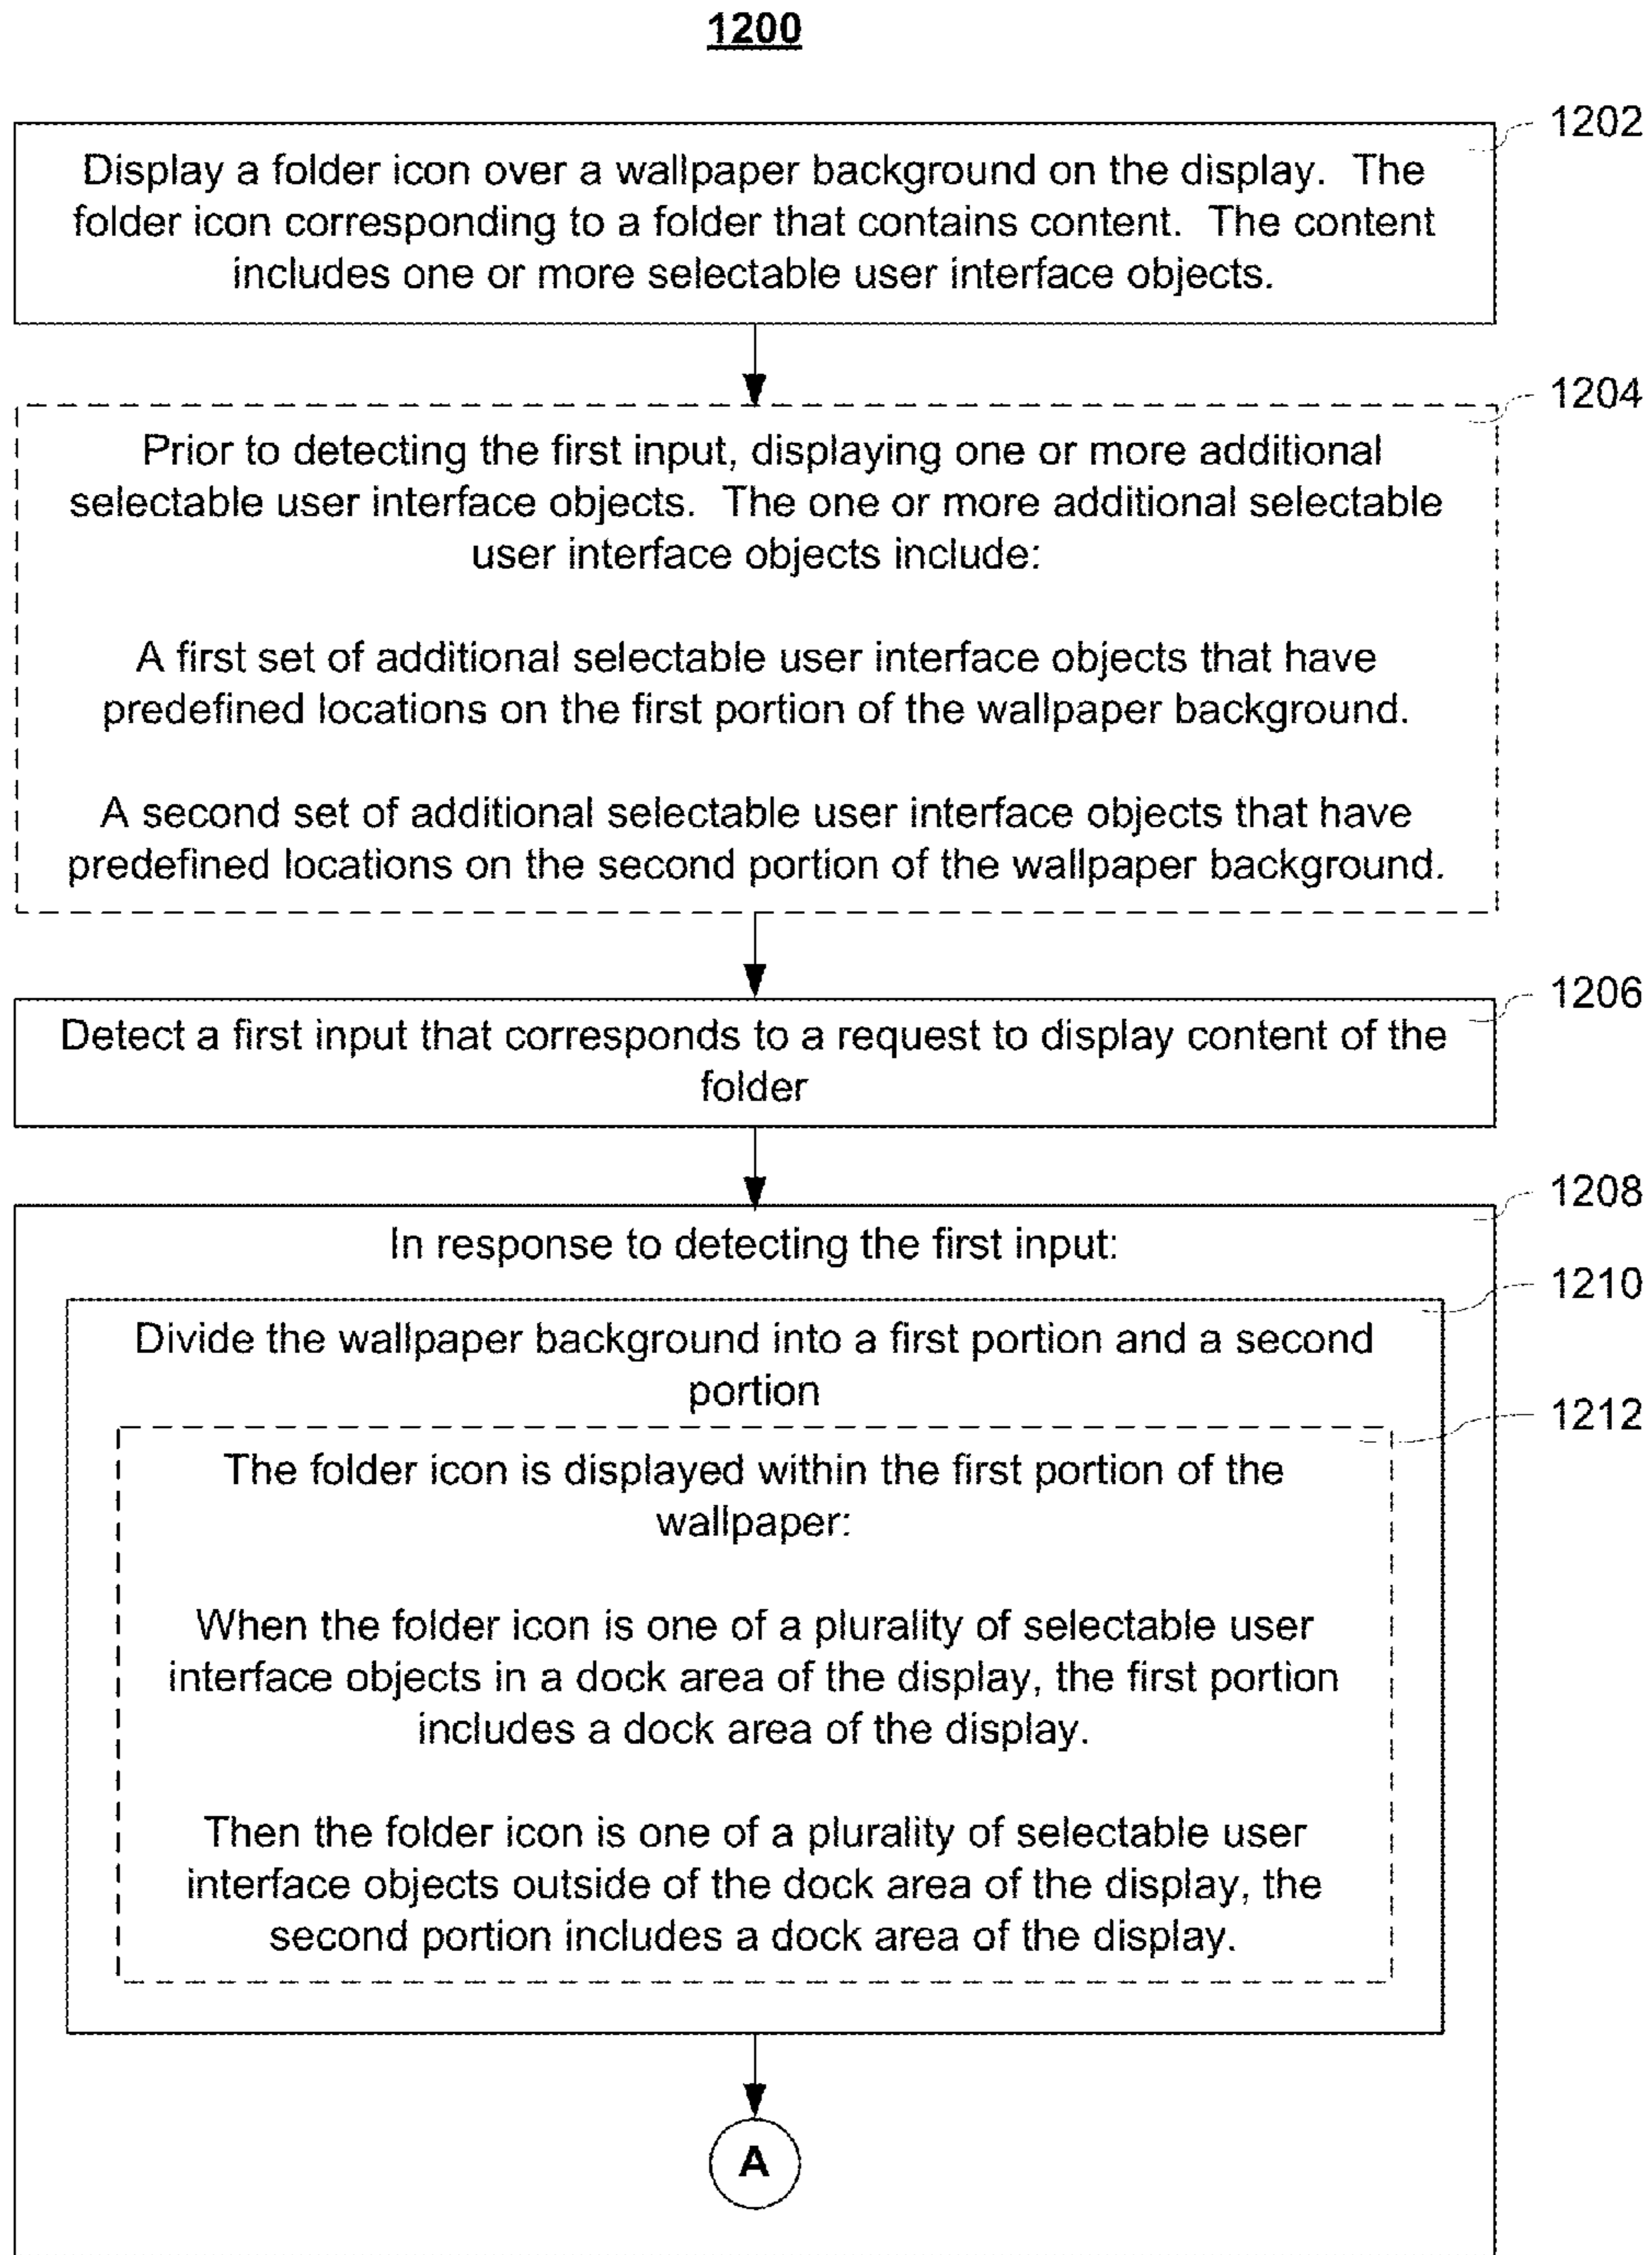 1200
1202
Display a folder icon over a wallpaper background on the display.  The
folder icon corresponding to a folder that contains content.  The content
includes one or more selectable user interface objects.
1204
Prior to detecting the first input, displaying one or more additional
selectable user interface objects.  The one or more additional selectable
user interface objects include:
A first set of additional selectable user interface objects that have
predefined locations on the first portion of the wallpaper background.
A second set of additional selectable user interface objects that have
predefined locations on the second portion of the wallpaper background.
1206
Detect a first input that corresponds to a request to display content of the
folder
1208
In response to detecting the first input:
1210
Divide the wallpaper background into a first portion and a second
portion
1212
The folder icon is displayed within the first portion of the
wallpaper:
When the folder icon is one of a plurality of selectable user
interface objects in a dock area of the display, the first portion
includes a dock area of the display.
Then the folder icon is one of a plurality of selectable user
interface objects outside of the dock area of the display, the
second portion includes a dock area of the display.
A